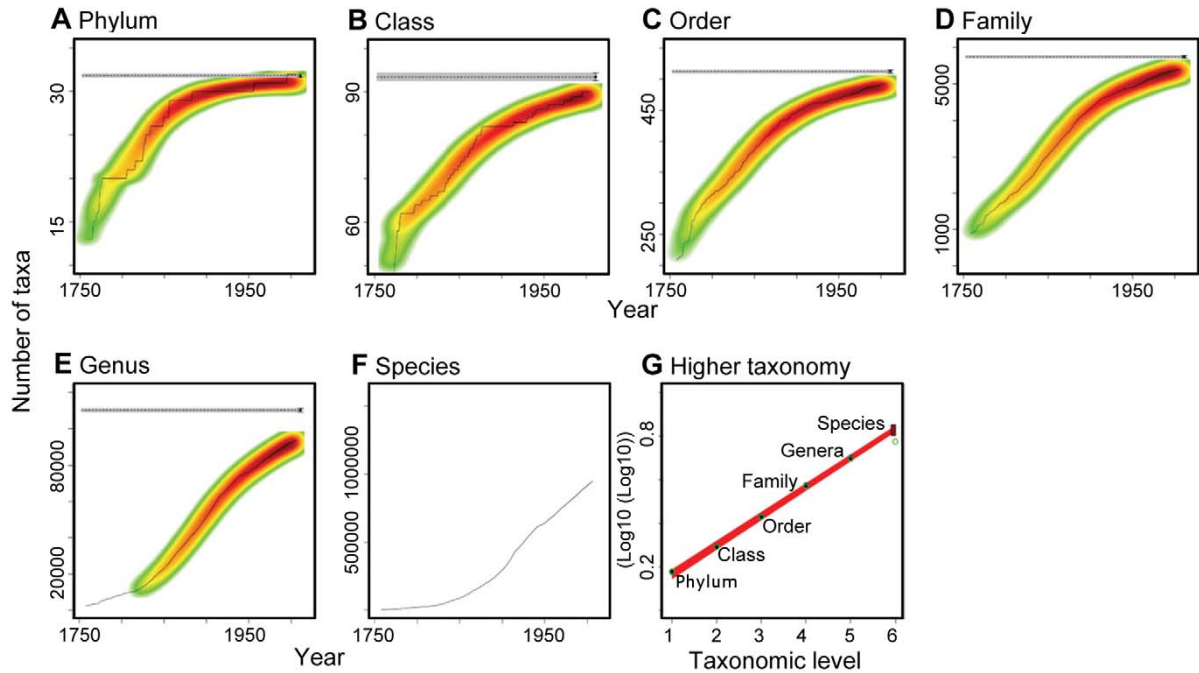 A Phylum
B Class
C Order
D Family
30
15
90
60
450
250
5000
1000
1750
1950
1750
1950
1750
1950
1750
1950
Year
Number of taxa
E Genus
F Species
G Higher taxonomy
80000
20000
1000000
500000
(Log10 (Log10))
0.8
0.2
Species
Genera
Family
Order
Class
Phylum
1750
1950
1750
1950
1
2
3
4
5
6
Year
Taxonomic level